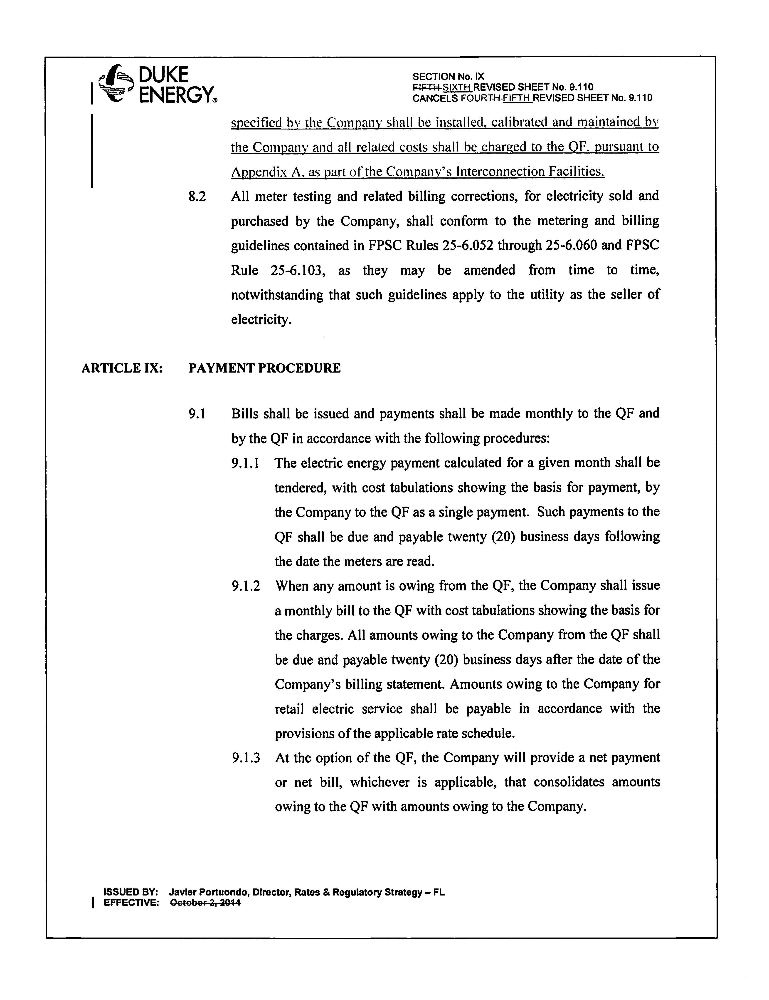 DUKE
ENERGY®
SECTION No. IX
FIFTH-SIXTH REVISED SHEET No. 9.110
CANCELS FOURTH-FIFTH REVISED SHEET No. 9.110
specified by the Company shall be installed, calibrated and maintained by
the Company and all related costs shall be charged to the QF, pursuant to
Appendix A, as part of the Company's Interconnection Facilities.
8.2 All meter testing and related billing corrections, for electricity sold and
purchased by the Company, shall conform to the metering and billing
guidelines contained in FPSC Rules 25-6.052 through 25-6.060 and FPSC
Rule 25-6.103, as they may be amended from time to time,
notwithstanding that such guidelines apply to the utility as the seller of
electricity.
ARTICLE IX: PAYMENT PROCEDURE
9.1 Bills shall be issued and payments shall be made monthly to the QF and
by the QF in accordance with the following procedures:
9.1.1 The electric energy payment calculated for a given month shall be
tendered, with cost tabulations showing the basis for payment, by
the Company to the QF as a single payment. Such payments to the
QF shall be due and payable twenty (20) business days following
the date the meters are read.
9.1.2 When any amount is owing from the QF, the Company shall issue
a monthly bill to the QF with cost tabulations showing the basis for
the charges. All amounts owing to the Company from the QF shall
be due and payable twenty (20) business days after the date of the
Company's billing statement. Amounts owing to the Company for
retail electric service shall be payable in accordance with the
provisions of the applicable rate schedule.
9.1.3 At the option of the QF, the Company will provide a net payment
or net bill, whichever is applicable, that consolidates amounts
owing to the QF with amounts owing to the Company.
ISSUED BY: Javier Portuondo, Director, Rates & Regulatory Strategy – FL
EFFECTIVE: October 2, 2014